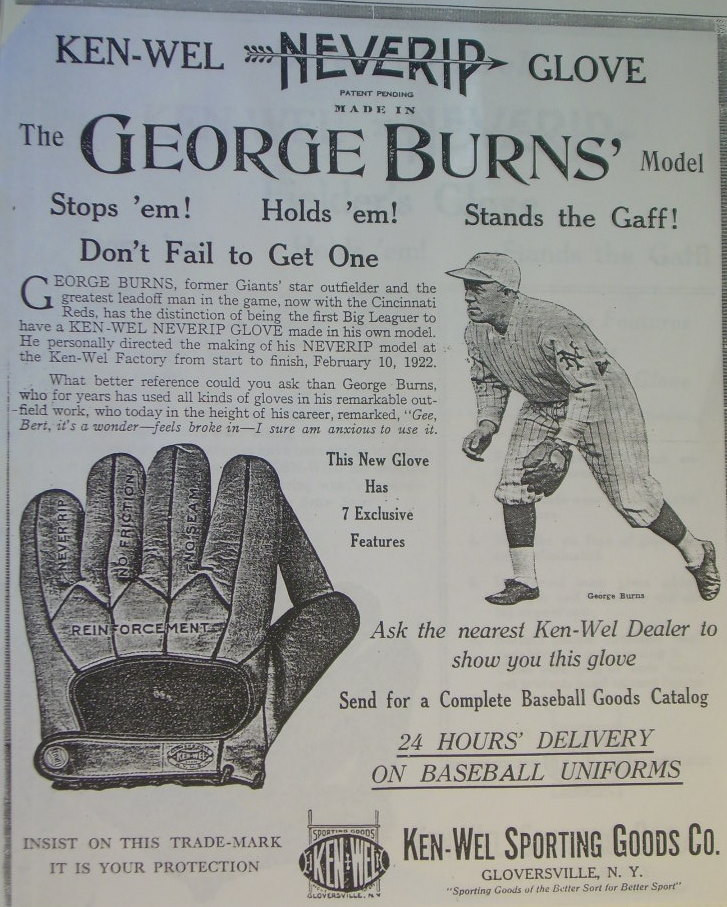 KEN-WEL NEVERIP GLOVE
PATENT PENDING
MADE IN
The GEORGE BURNS' Model
Stops 'em! Holds 'em! Stands the Gaff!
Don't Fail to Get One
GEORGE BURNS, former Giants' star outfielder and the
greatest leadoff man in the game, now with the Cincinnati
Reds, has the distinction of being the first Big Leaguer to
have a KEN-WEL NEVERIP GLOVE made in his own model.
He personally directed the making of his NEVERIP model at
the Ken-Wel Factory from start to finish, February 10, 1922.
What better reference could you ask than George Burns,
who for years has used all kinds of gloves in his remarkable out-
field work, who today in the height of his career, remarked, "Gee,
Bert, it's a wonder—feels broke in—I sure am anxious to use it.
This New Glove
Has
7 Exclusive
Features
NEVERIP
NO FRICTION
NO SEAM
REINFORCEMENT
NY
George Burns
Ask the nearest Ken-Wel Dealer to
show you this glove
Send for a Complete Baseball Goods Catalog
24 HOURS' DELIVERY
ON BASEBALL UNIFORMS
INSIST ON THIS TRADE-MARK
IT IS YOUR PROTECTION
SPORTING GOODS
KEN-WEL
GLOVERSVILLE, N.Y.
KEN-WEL SPORTING GOODS CO.
GLOVERSVILLE, N. Y.
"Sporting Goods of the Better Sort for Better Sport"